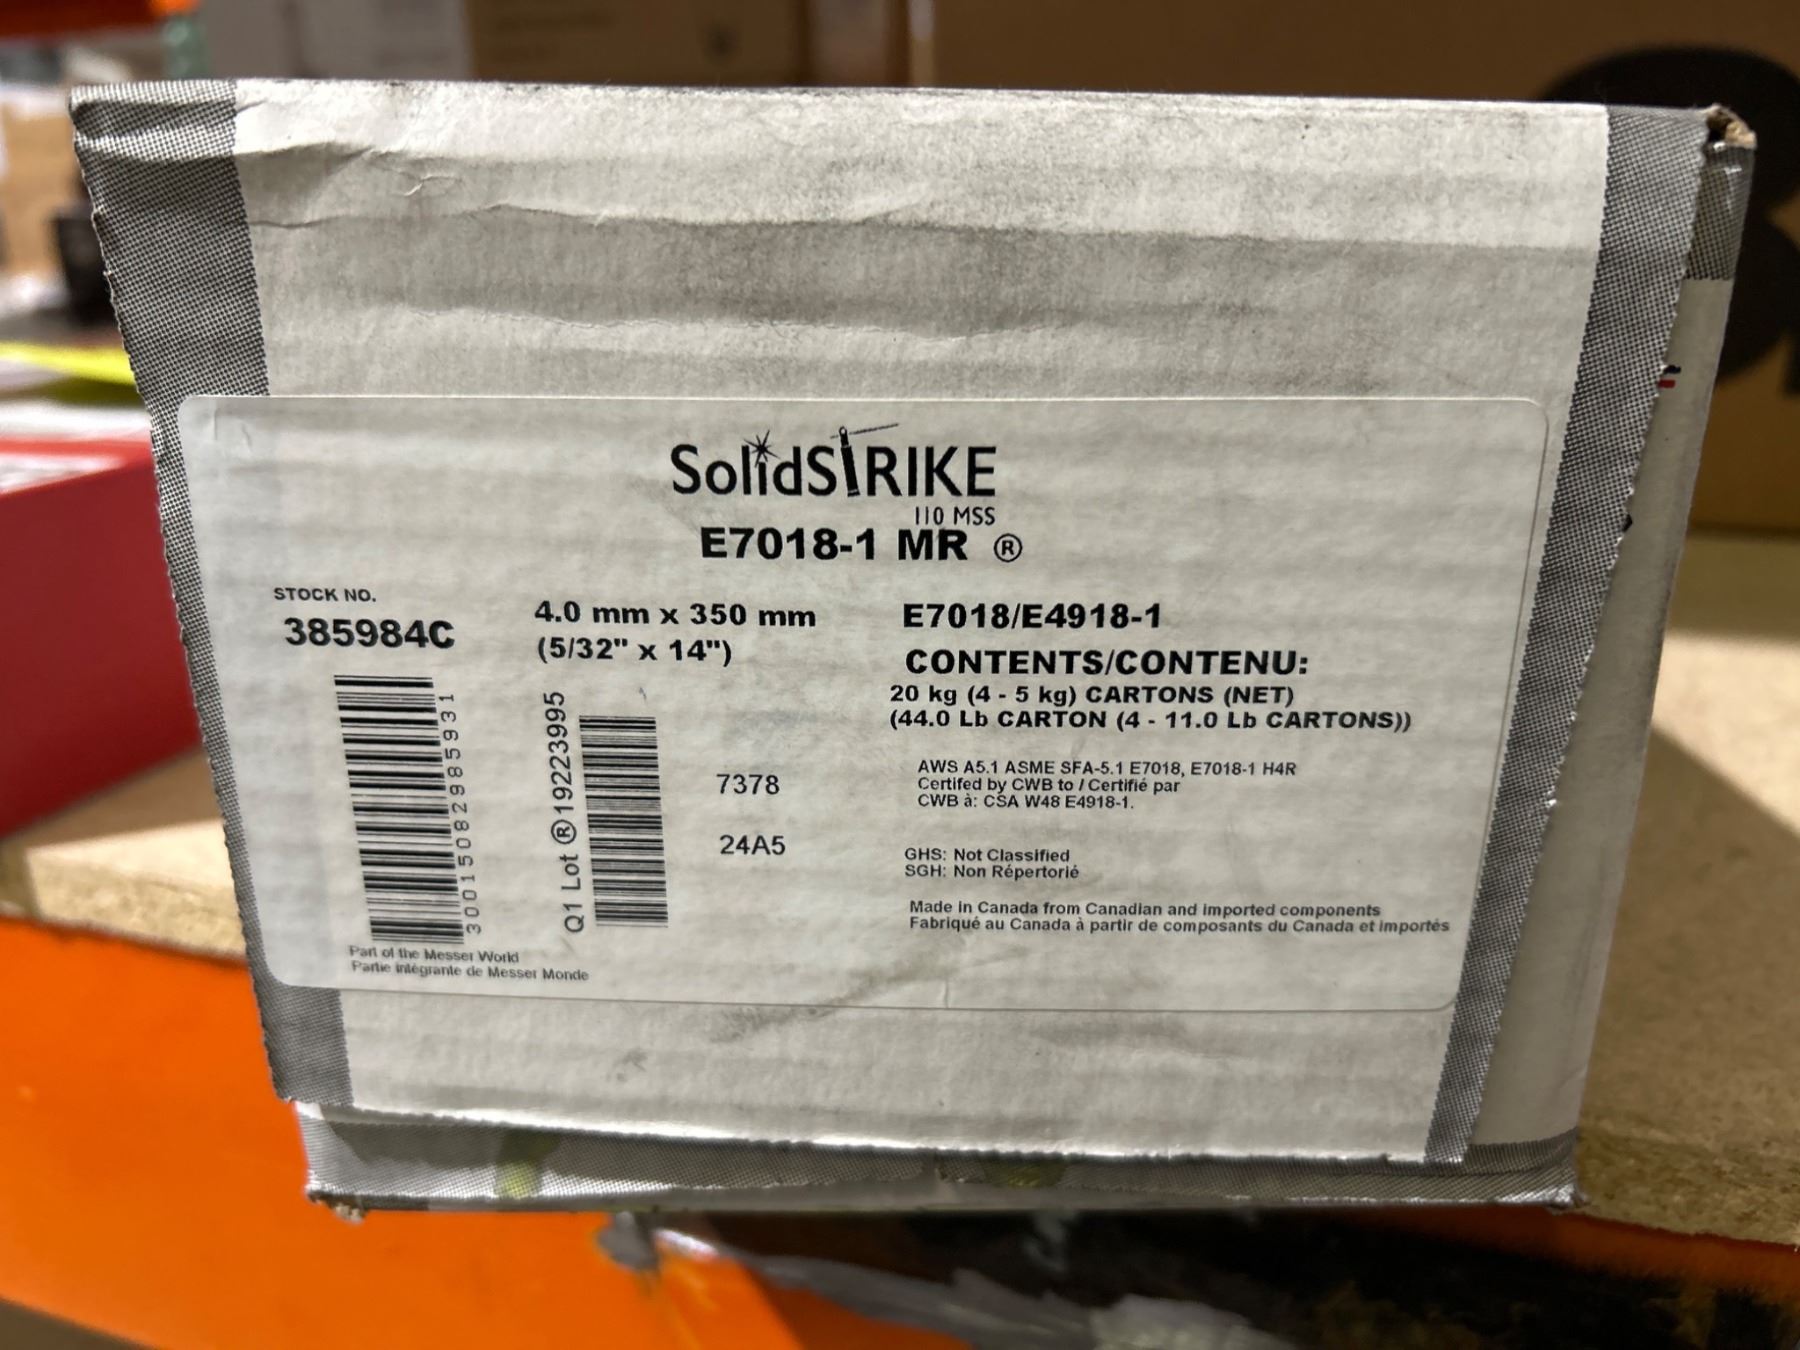 SolidSTRIKE
110 MSS
E7018-1 MR ®
STOCK NO.
385984C
4.0 mm x 350 mm
(5/32" x 14")
E7018/E4918-1
CONTENTS/CONTENU:
20 kg (4 - 5 kg) CARTONS (NET)
(44.0 Lb CARTON (4 - 11.0 Lb CARTONS))
30015082985931
Q1 Lot ®19223995
7378
24A5
AWS A5.1 ASME SFA-5.1 E7018, E7018-1 H4R
Certifed by CWB to / Certifié par
CWB à: CSA W48 E4918-1.
GHS: Not Classified
SGH: Non Répertorié
Made in Canada from Canadian and imported components
Fabriqué au Canada à partir de composants du Canada et importés
Part of the Messer World
Partie intégrante de Messer Monde